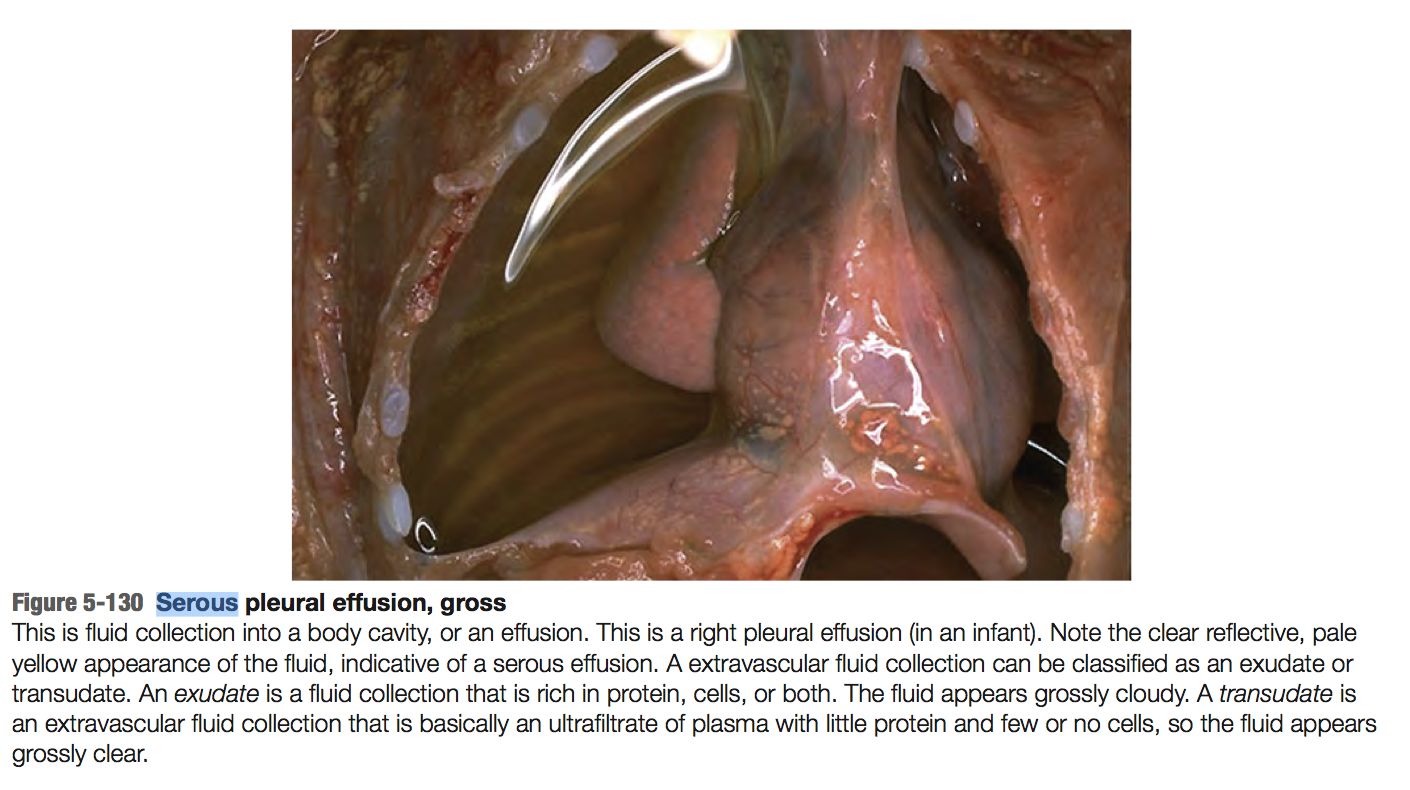 Figure 5-130 Serous pleural effusion, gross
This is fluid collection into a body cavity, or an effusion. This is a right pleural effusion (in an infant). Note the clear reflective, pale
yellow appearance of the fluid, indicative of a serous effusion. A extravascular fluid collection can be classified as an exudate or
transudate. An exudate is a fluid collection that is rich in protein, cells, or both. The fluid appears grossly cloudy. A transudate is
an extravascular fluid collection that is basically an ultrafiltrate of plasma with little protein and few or no cells, so the fluid appears
grossly clear.